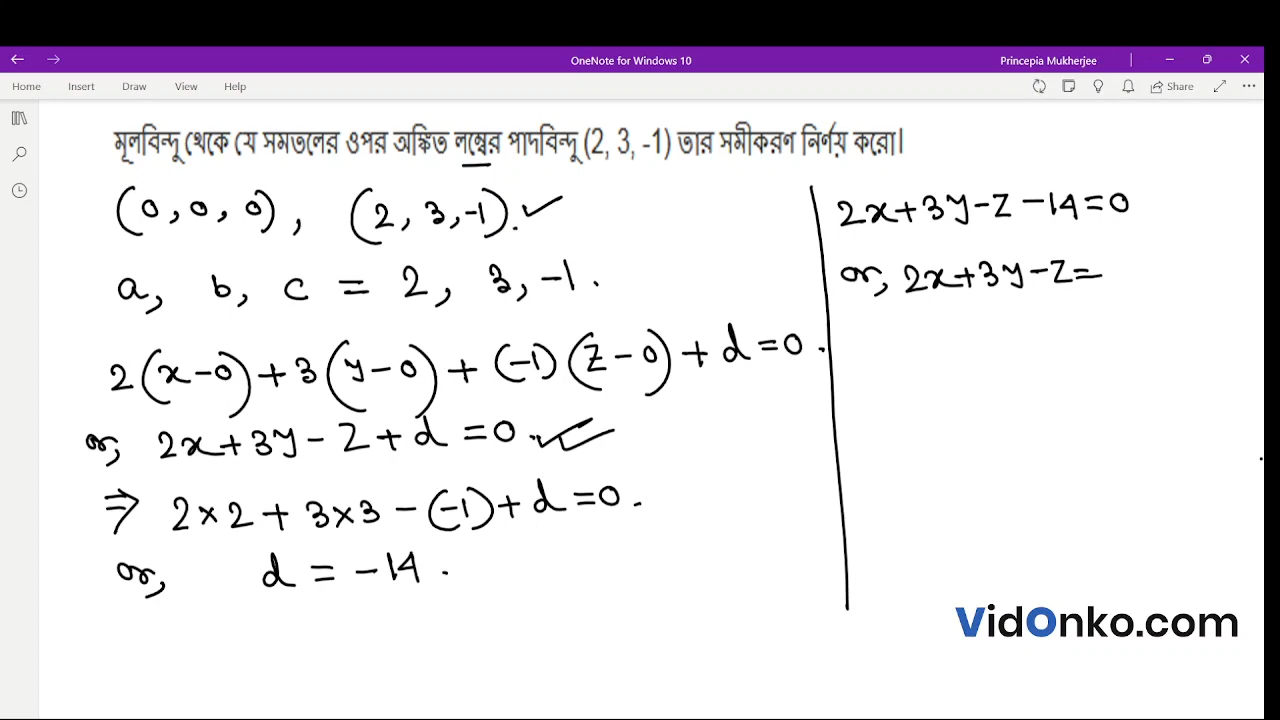 OneNote for Windows 10
Princepia Mukherjee
Home Insert Draw View Help
Share
মূলবিন্দু থেকে যে সমতলের ওপর অঙ্কিত লম্বের পাদবিন্দু (2, 3, -1) তার সমীকরণ নির্ণয় করো।
(0, 0, 0), (2, 3, -1).
a, b, c = 2, 3, -1.
2(x-0)+3(y-0)+(-1)(z-0)+d=0.
or, 2x+3y-z+d=0.
⇒ 2×2+3×3-(-1)+d=0.
or, d=-14.
2x+3y-z-14=0
or, 2x+3y-z=
VidOnko.com